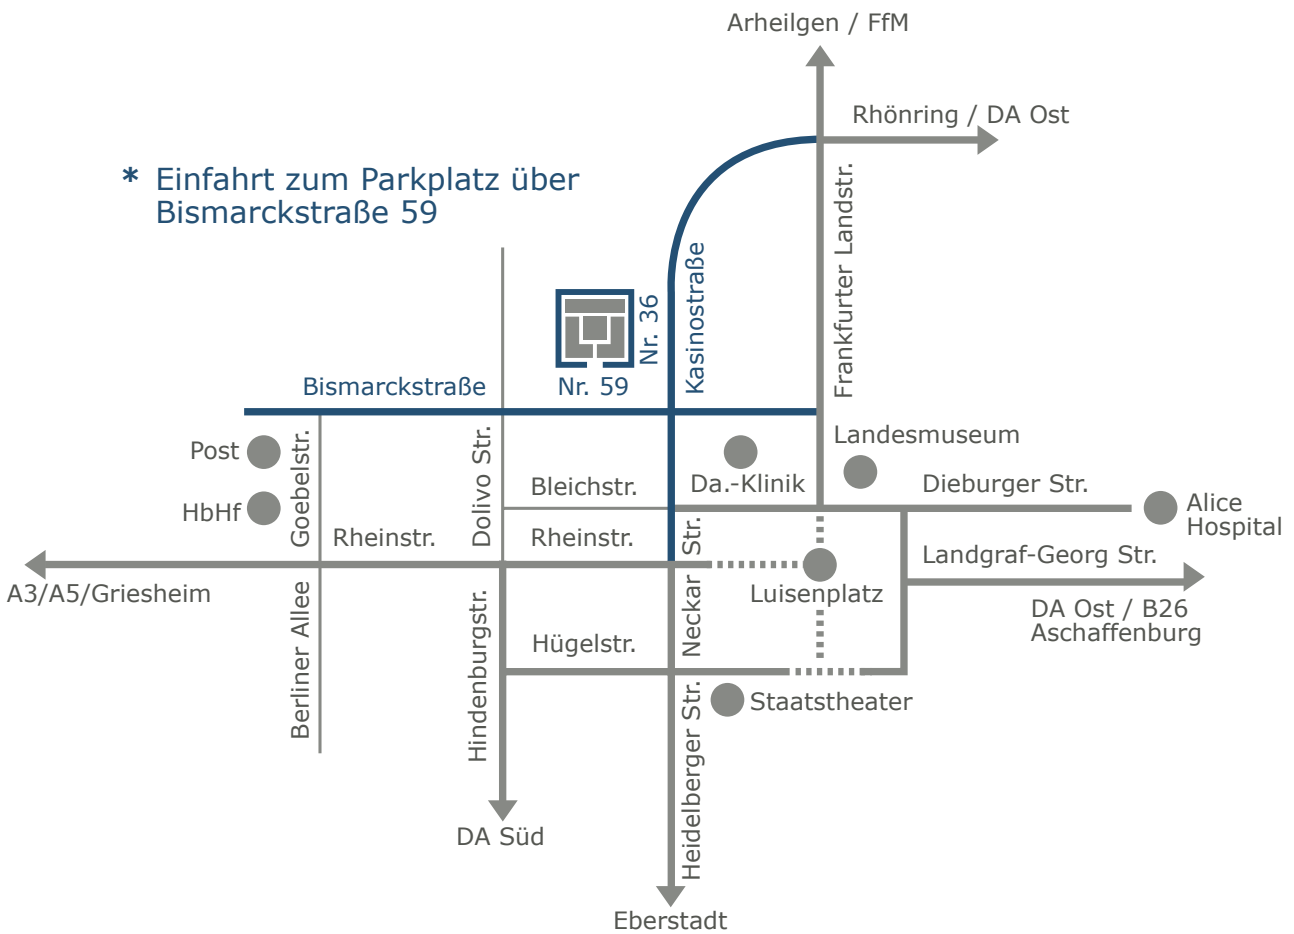 Arheilgen / FfM
Rhönring / DA Ost
* Einfahrt zum Parkplatz über
Bismarckstraße 59
Frankfurter Landstr.
Kasinostraße
Nr. 36
Nr. 59
Bismarckstraße
Post
HbHf
Goebelstr.
Dolivo Str.
Landesmuseum
Da.-Klinik
Bleichstr.
Dieburger Str.
Alice
Hospital
Rheinstr.
Rheinstr.
Neckar Str.
Landgraf-Georg Str.
A3/A5/Griesheim
Luisenplatz
DA Ost / B26
Aschaffenburg
Berliner Allee
Hindenburgstr.
Hügelstr.
Staatstheater
Heidelberger Str.
DA Süd
Eberstadt